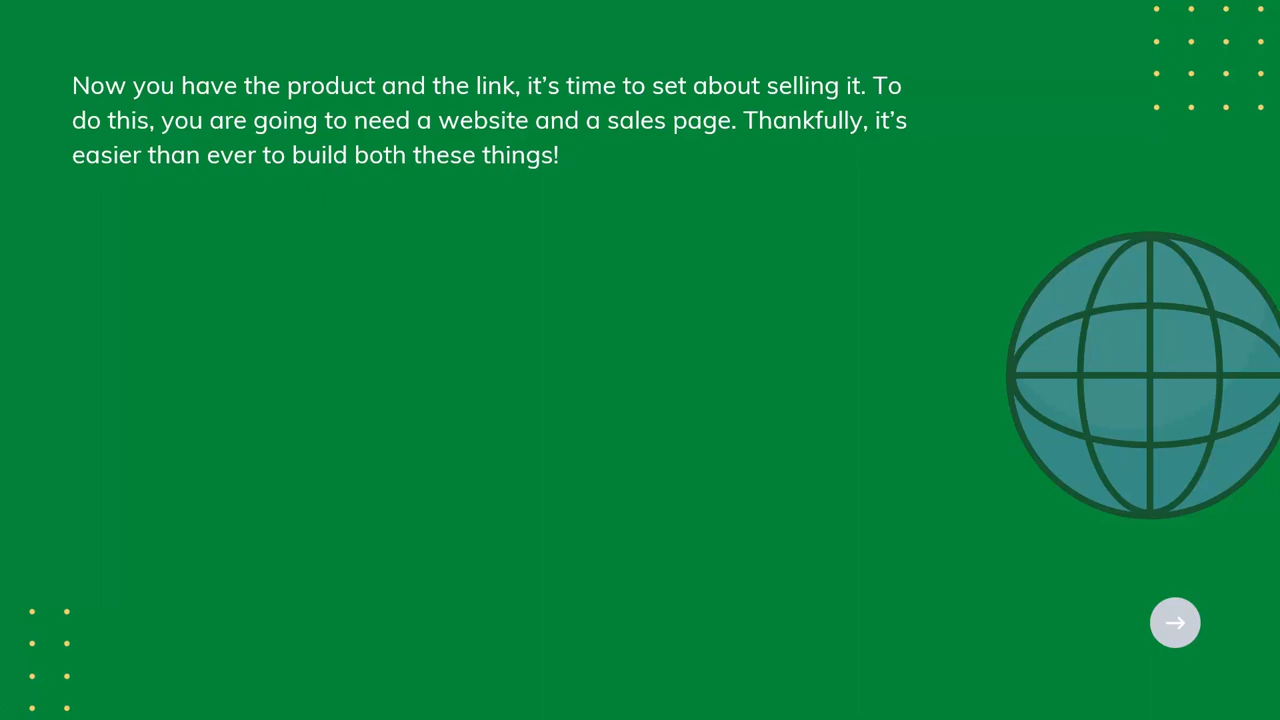 Now you have the product and the link, it’s time to set about selling it. To
do this, you are going to need a website and a sales page. Thankfully, it’s
easier than ever to build both these things!